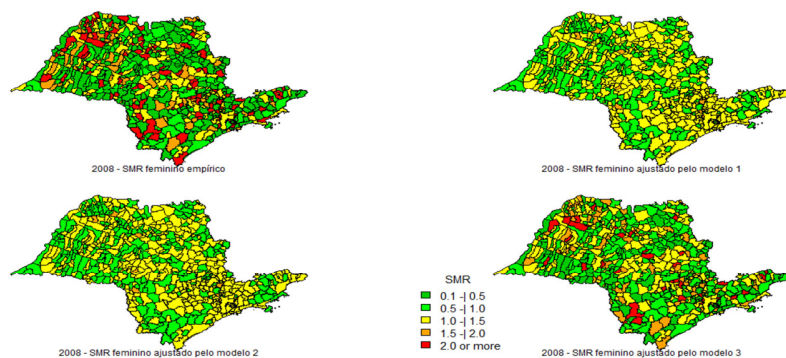 2008 - SMR feminino empírico
2008 - SMR feminino ajustado pelo modelo 1
2008 - SMR feminino ajustado pelo modelo 2
SMR
0.1 -| 0.5
0.5 -| 1.0
1.0 -| 1.5
1.5 -| 2.0
2.0 or more
2008 - SMR feminino ajustado pelo modelo 3